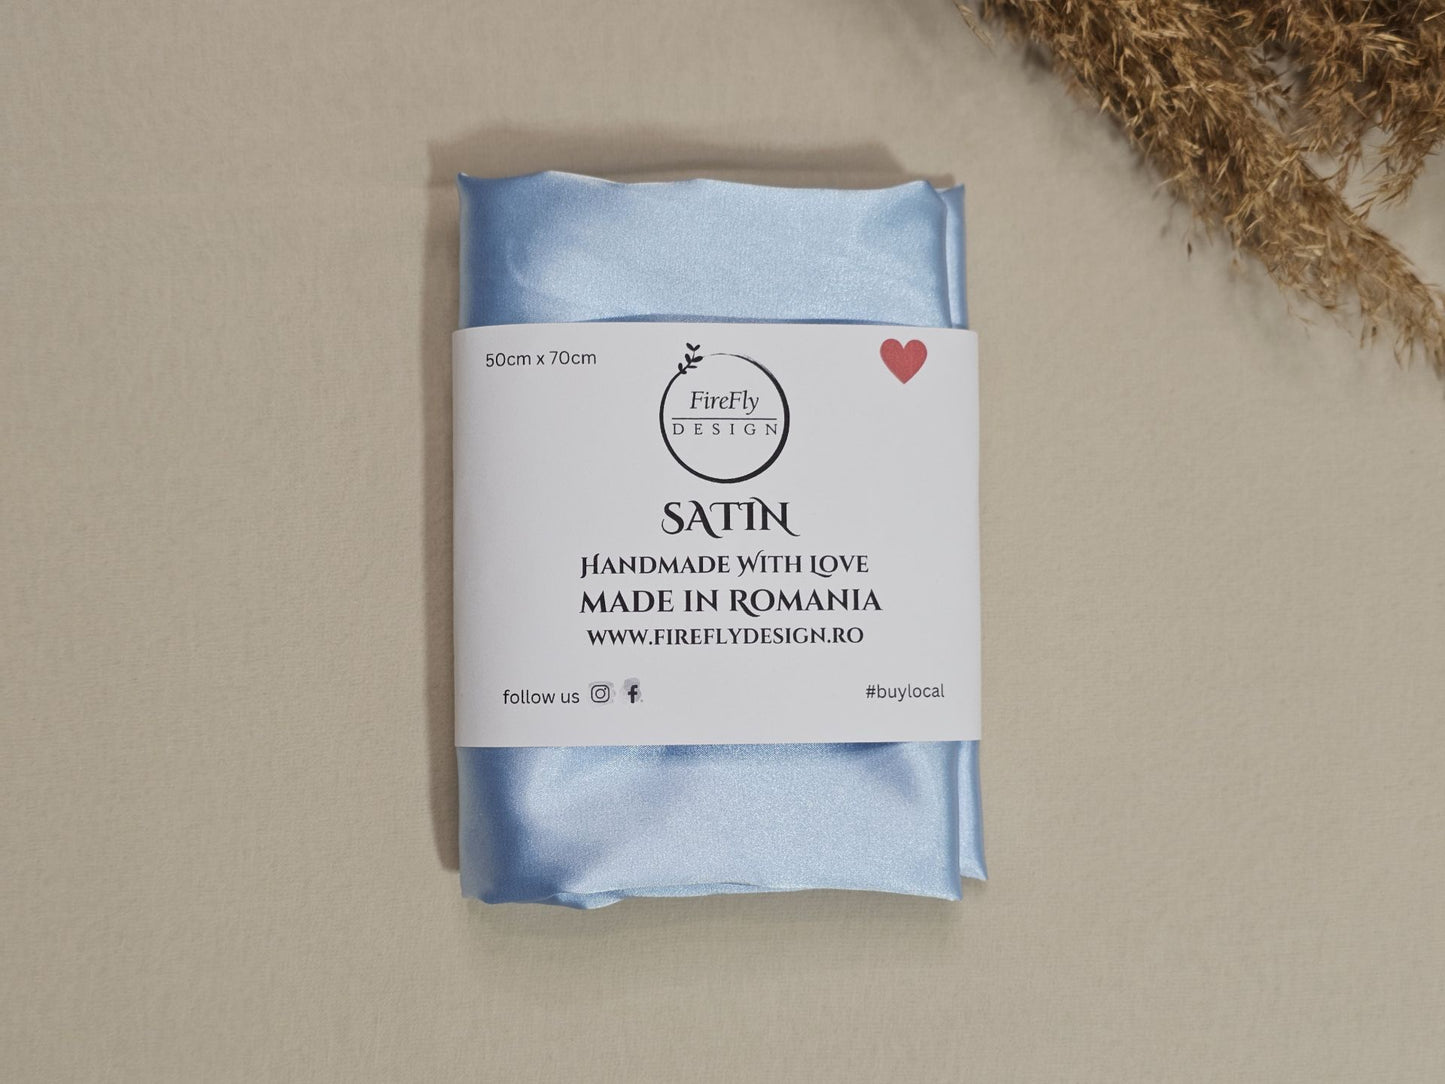 50cm x 70cm
FireFly
DESIGN
SATIN
HANDMADE WITH LOVE
MADE IN ROMANIA
WWW.FIREFLYDESIGN.RO
follow us
#buylocal